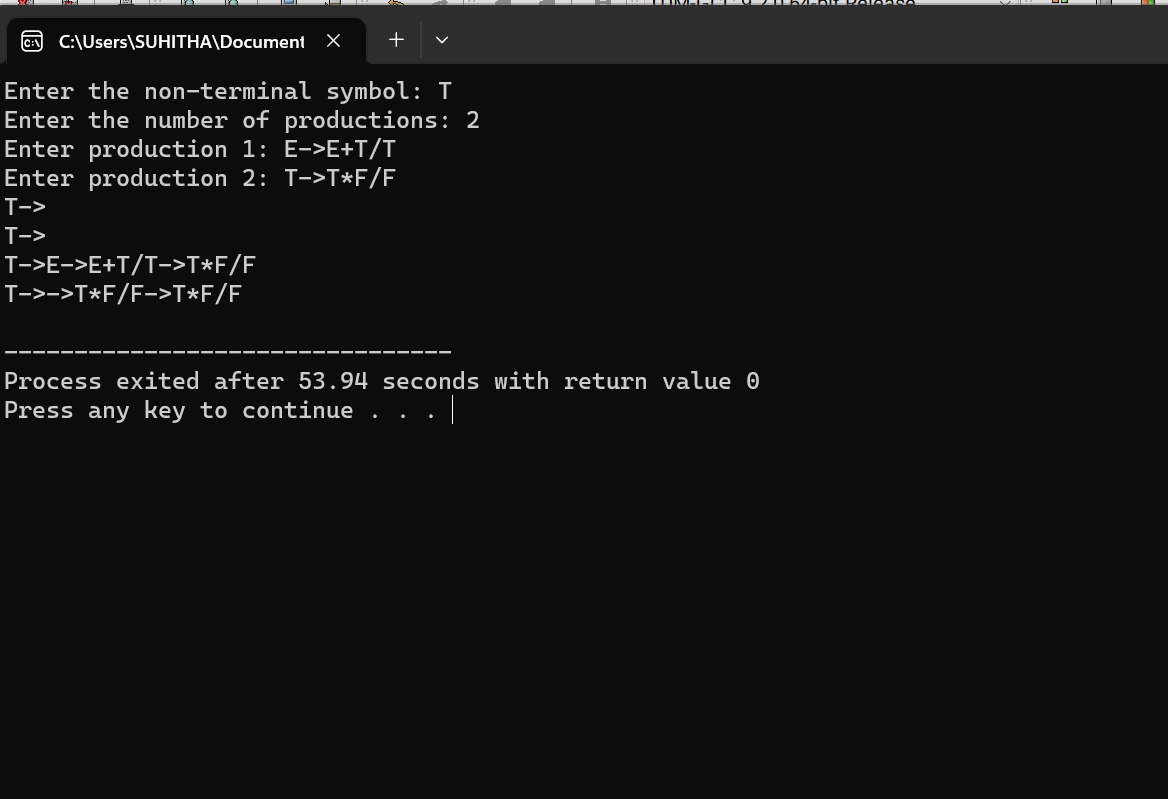 C:\Users\SUHITHA\Document
Enter the non-terminal symbol: T
Enter the number of productions: 2
Enter production 1: E->E+T/T
Enter production 2: T->T*F/F
T->
T->
T->E->E+T/T->T*F/F
T->->T*F/F->T*F/F
--------------------------------
Process exited after 53.94 seconds with return value 0
Press any key to continue . . .